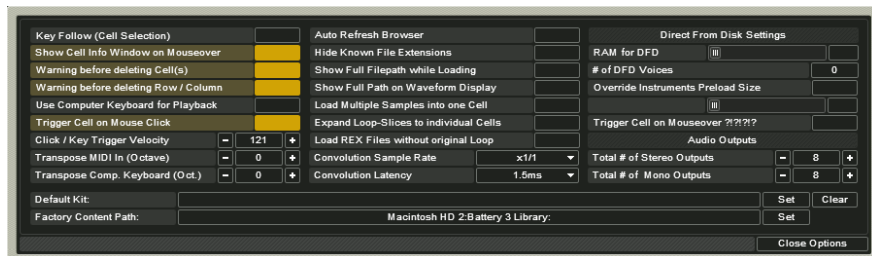 Key Follow (Cell Selection)
Auto Refresh Browser
Direct From Disk Settings
Show Cell Info Window on Mouseover
Hide Known File Extensions
RAM for DFD
Warning before deleting Cell(s)
Show Full Filepath while Loading
# of DFD Voices 0
Warning before deleting Row / Column
Show Full Path on Waveform Display
Override Instruments Preload Size
Use Computer Keyboard for Playback
Load Multiple Samples into one Cell
Trigger Cell on Mouse Click
Expand Loop-Slices to individual Cells
Trigger Cell on Mouseover ?!?!?!?
Click / Key Trigger Velocity - 121 +
Load REX Files without original Loop
Audio Outputs
Transpose MIDI In (Octave) - 0 +
Convolution Sample Rate x1/1
Total # of Stereo Outputs - 8 +
Transpose Comp. Keyboard (Oct.) - 0 +
Convolution Latency 1.5ms
Total # of Mono Outputs - 8 +
Default Kit: Set Clear
Factory Content Path: Macintosh HD 2:Battery 3 Library: Set
Close Options